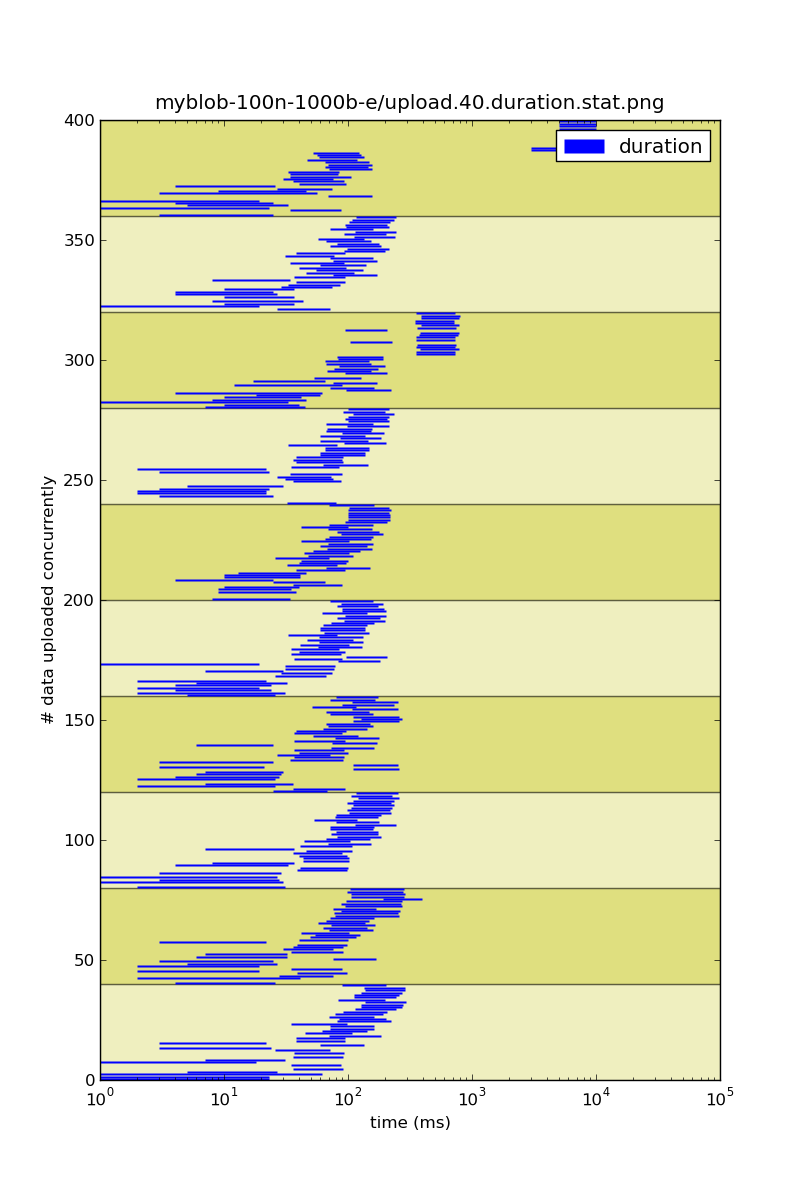 myblob-100n-1000b-e/upload.40.duration.stat.png
duration
400
350
300
250
200
150
100
50
0
# data uploaded concurrently
10^0 10^1 10^2 10^3 10^4 10^5
time (ms)